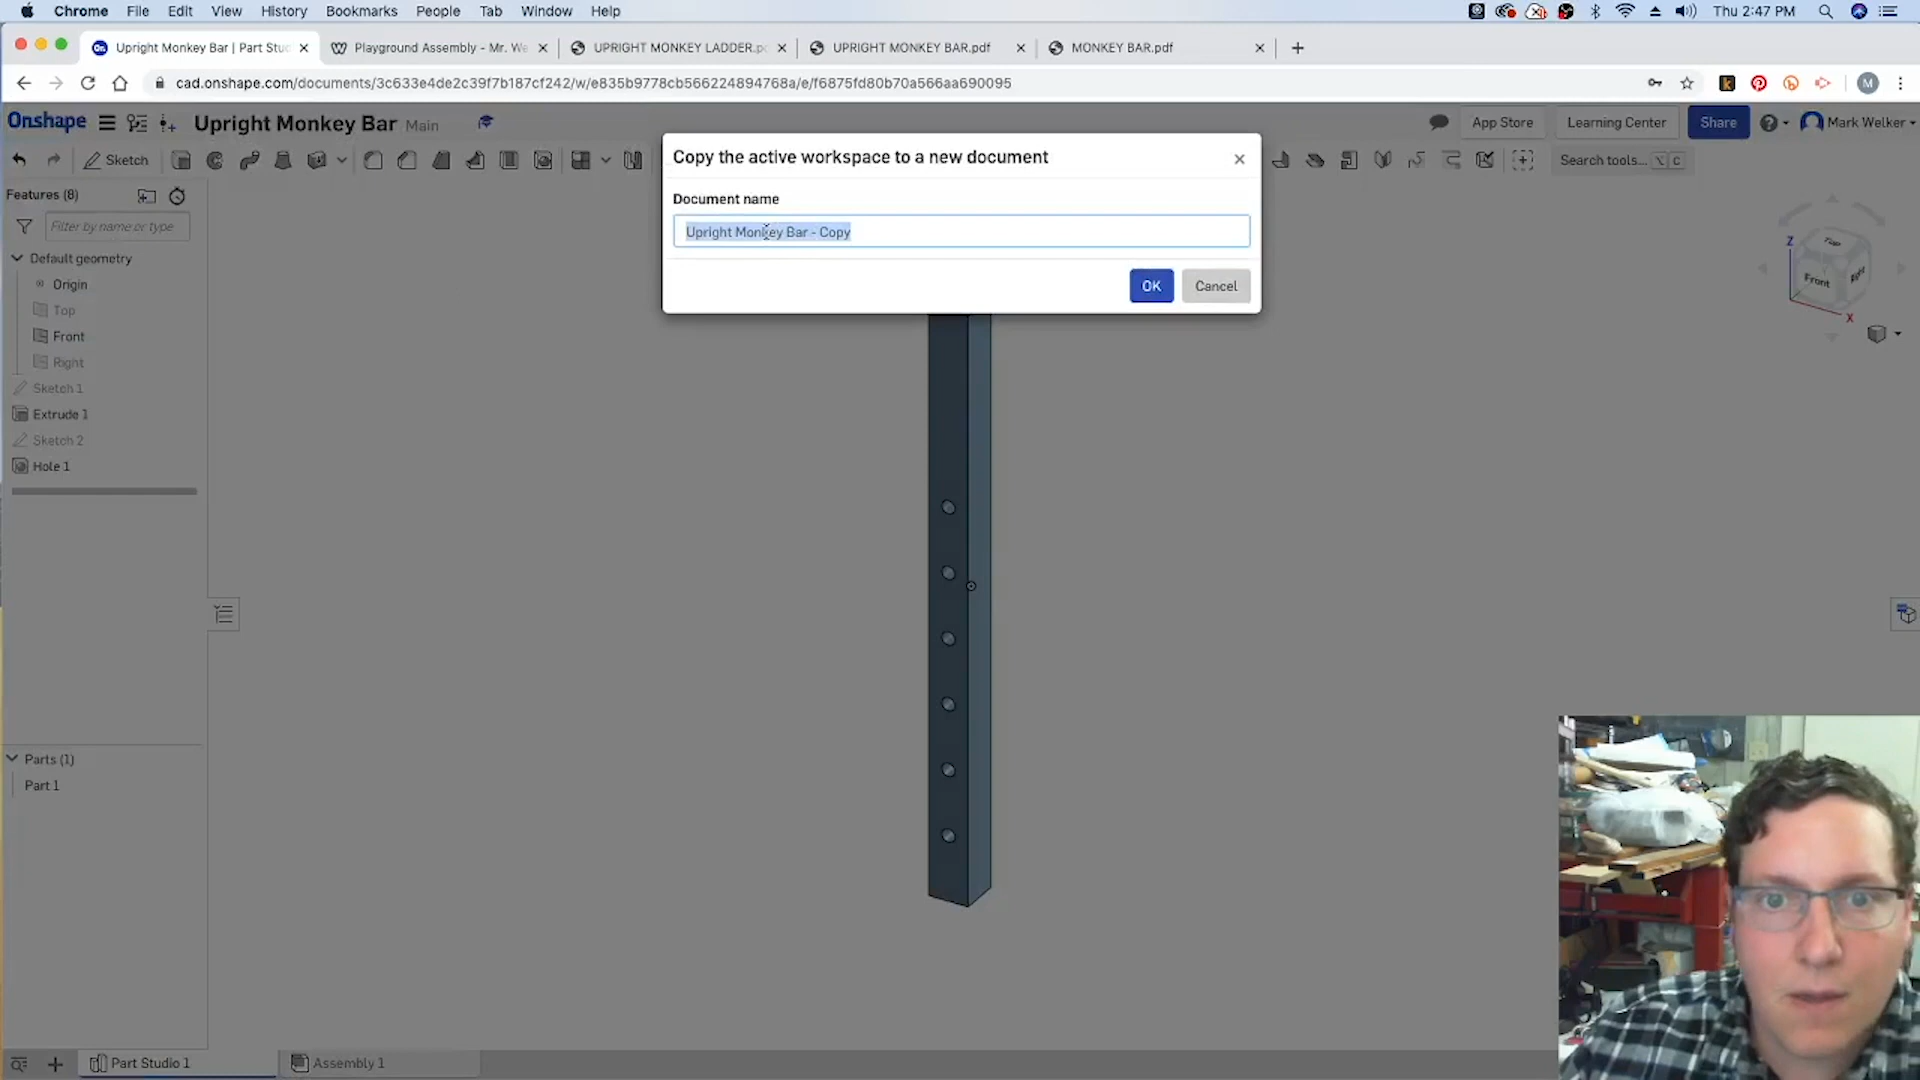 Chrome File Edit View History Bookmarks People Tab Window Help
Thu 2:47 PM
Upright Monkey Bar | Part Stuc
Playground Assembly - Mr. We
UPRIGHT MONKEY LADDER.pd
UPRIGHT MONKEY BAR.pdf
MONKEY BAR.pdf
cad.onshape.com/documents/3c633e4de2c39f7b187cf242/w/e835b9778cb566224894768a/e/f6875fd80b70a566aa690095
M
Onshape
Upright Monkey Bar Main
App Store
Learning Center
Share
Mark Welker
Sketch
Search tools... ⌥ C
Copy the active workspace to a new document
Document name
Upright Monkey Bar - Copy
OK
Cancel
Features (8)
Filter by name or type
Default geometry
Origin
Top
Front
Right
Sketch 1
Extrude 1
Sketch 2
Hole 1
Z
Top
Front
Right
X
Parts (1)
Part 1
Part Studio 1
Assembly 1